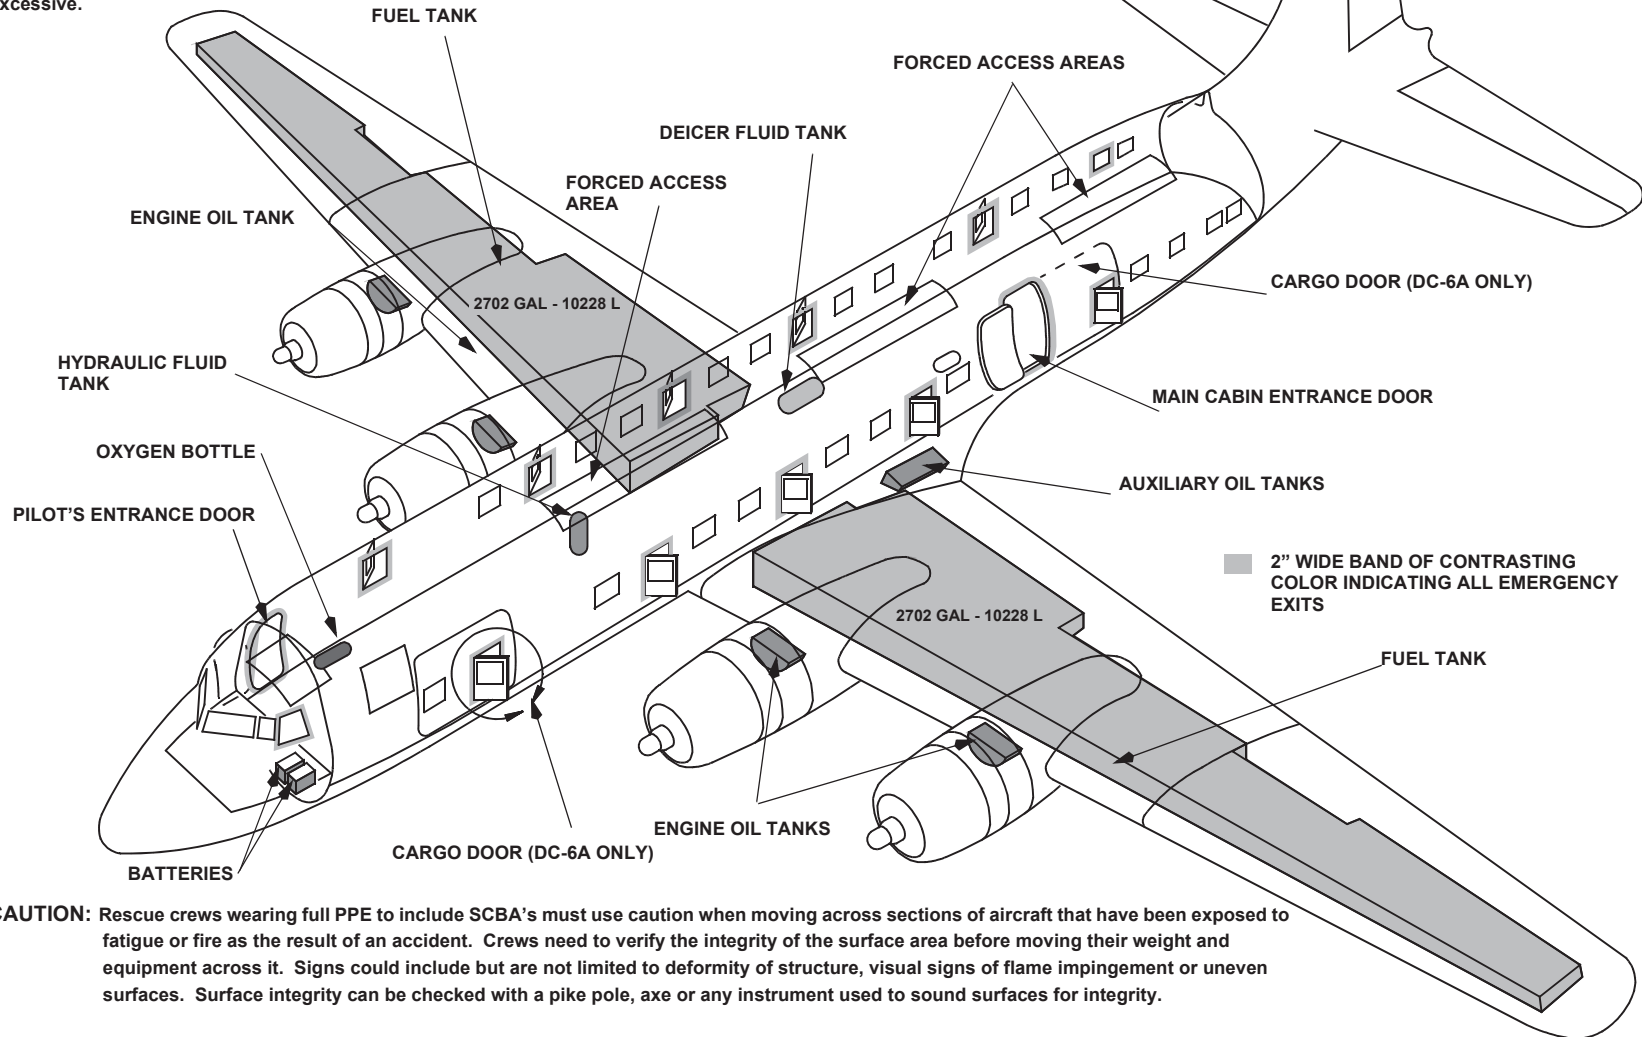 xcessive.
FUEL TANK
FORCED ACCESS AREAS
DEICER FLUID TANK
FORCED ACCESS
AREA
ENGINE OIL TANK
CARGO DOOR (DC-6A ONLY)
2702 GAL - 10228 L
HYDRAULIC FLUID
TANK
MAIN CABIN ENTRANCE DOOR
OXYGEN BOTTLE
AUXILIARY OIL TANKS
PILOT’S ENTRANCE DOOR
2” WIDE BAND OF CONTRASTING
COLOR INDICATING ALL EMERGENCY
EXITS
2702 GAL - 10228 L
FUEL TANK
ENGINE OIL TANKS
CARGO DOOR (DC-6A ONLY)
BATTERIES
CAUTION: Rescue crews wearing full PPE to include SCBA’s must use caution when moving across sections of aircraft that have been exposed to
fatigue or fire as the result of an accident. Crews need to verify the integrity of the surface area before moving their weight and
equipment across it. Signs could include but are not limited to deformity of structure, visual signs of flame impingement or uneven
surfaces. Surface integrity can be checked with a pike pole, axe or any instrument used to sound surfaces for integrity.